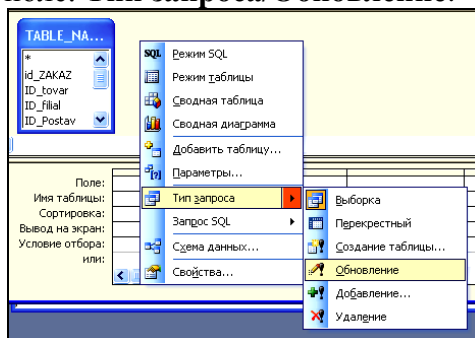 поле: Тип запроса/Обновление.
TABLE_NA...
*
id_ZAKAZ
ID_tovar
ID_filial
ID_Postav
SQL Режим SQL
Режим таблицы
Сводная таблица
Сводная диаграмма
Добавить таблицу...
Параметры...
Тип запроса
Запрос SQL
Схема данных...
Свойства...
Поле:
Имя таблицы:
Сортировка:
Вывод на экран:
Условие отбора:
или:
Выборка
Перекрестный
Создание таблицы...
Обновление
Добавление...
Удаление